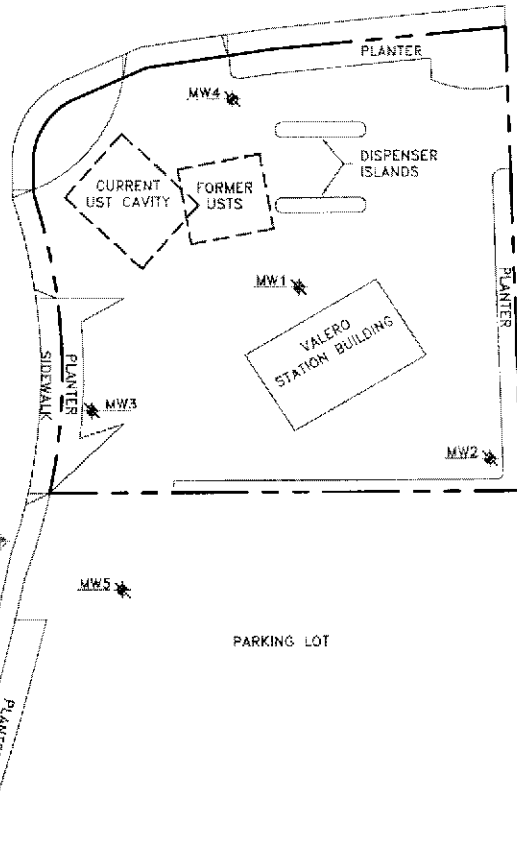 PLANTER
MW4
DISPENSER
ISLANDS
CURRENT
UST CAVITY
FORMER
USTS
PLANTER
MW1
VALERO
STATION BUILDING
PLANTER
SIDEWALK
MW3
MW2
MW5
PARKING LOT